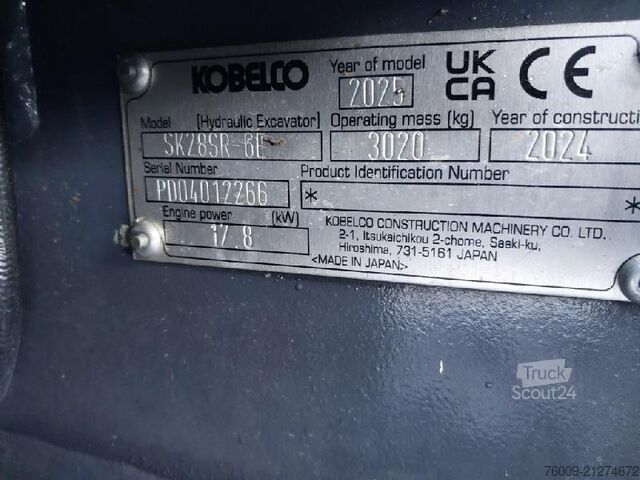 KOBELCO
Year of model
2025
UK
CA
CE
Model [Hydraulic Excavator]
SK28SR-6E
Operating mass [kg]
3020
Year of constructi
2024
Serial Number
PD04012266
Product Identification Number
* *
Engine power [kW]
17.8
KOBELCO CONSTRUCTION MACHINERY CO. LTD.
2-1, Itsukaichikou 2-chome, Saeki-ku,
Hiroshima, 731-5161 JAPAN
<MADE IN JAPAN>
Truck
Scout24
76009-21274672